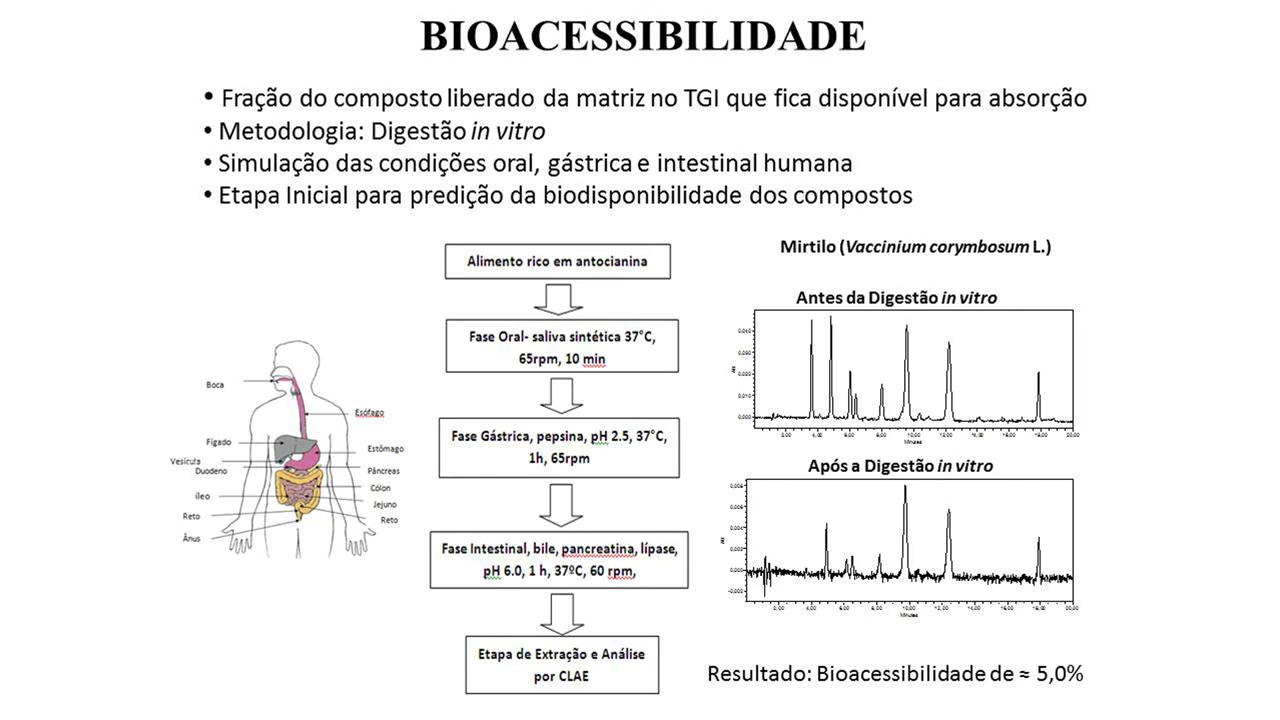 BIOACESSIBILIDADE
• Fração do composto liberado da matriz no TGI que fica disponível para absorção
• Metodologia: Digestão in vitro
• Simulação das condições oral, gástrica e intestinal humana
• Etapa Inicial para predição da biodisponibilidade dos compostos
Boca
Esófago
Fígado
Estômago
Vesícula
Duodeno
Pâncreas
Cólon
íleo
Jejuno
Reto
Reto
Ânus
Alimento rico em antocianina
Fase Oral- saliva sintética 37°C,
65rpm, 10 min
Fase Gástrica, pepsina, pH 2.5, 37°C,
1h, 65rpm
Fase Intestinal, bile, pancreatina, lípase,
pH 6.0, 1 h, 37ºC, 60 rpm,
Etapa de Extração e Análise
por CLAE
Mirtilo (Vaccinium corymbosum L.)
Antes da Digestão in vitro
Minutes
Após a Digestão in vitro
Minutes
Resultado: Bioacessibilidade de ≈ 5,0%